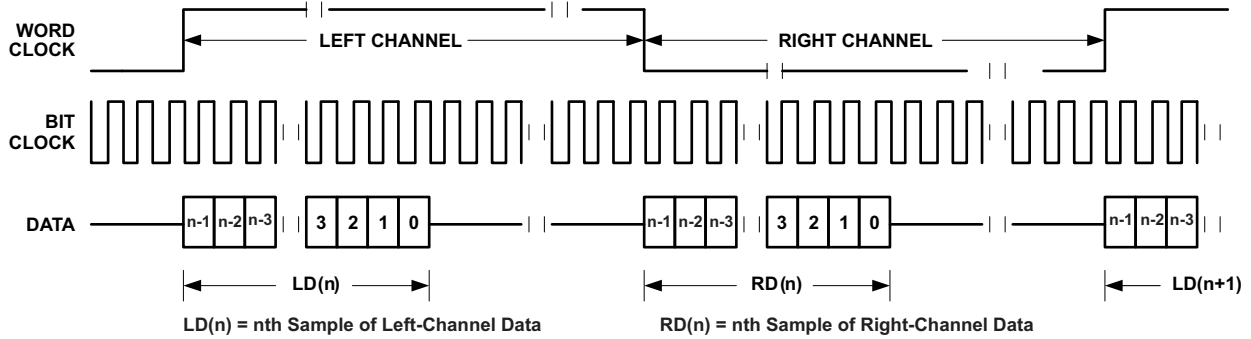 WORD
CLOCK
LEFT CHANNEL
RIGHT CHANNEL
BIT
CLOCK
DATA
n-1 n-2 n-3 3 2 1 0 n-1 n-2 n-3 3 2 1 0 n-1 n-2 n-3
LD(n) RD(n) LD(n+1)
LD(n) = nth Sample of Left-Channel Data
RD(n) = nth Sample of Right-Channel Data